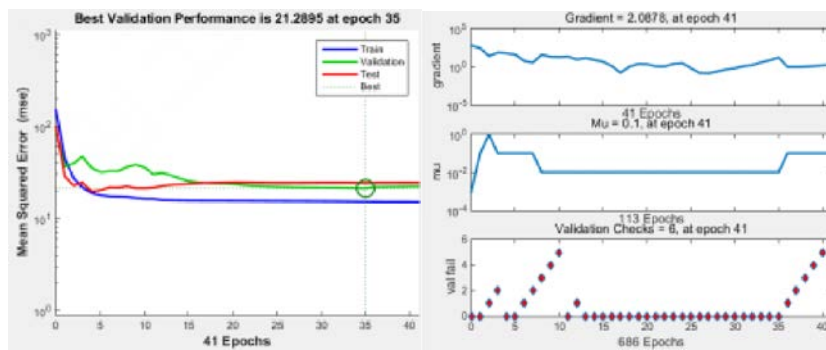 Best Validation Performance is 21.2895 at epoch 35
Mean Squared Error (mse)
10³
10²
10¹
10⁰
Train
Validation
Test
Best
0 5 10 15 20 25 30 35 40
41 Epochs
Gradient = 2.0878, at epoch 41
gradient
10⁵
10⁰
10⁻⁵
41 Epochs
Mu = 0.1, at epoch 41
mu
10⁰
10⁻²
10⁻⁴
113 Epochs
Validation Checks = 6, at epoch 41
val fail
6
4
2
0
0 5 10 15 20 25 30 35 40
686 Epochs